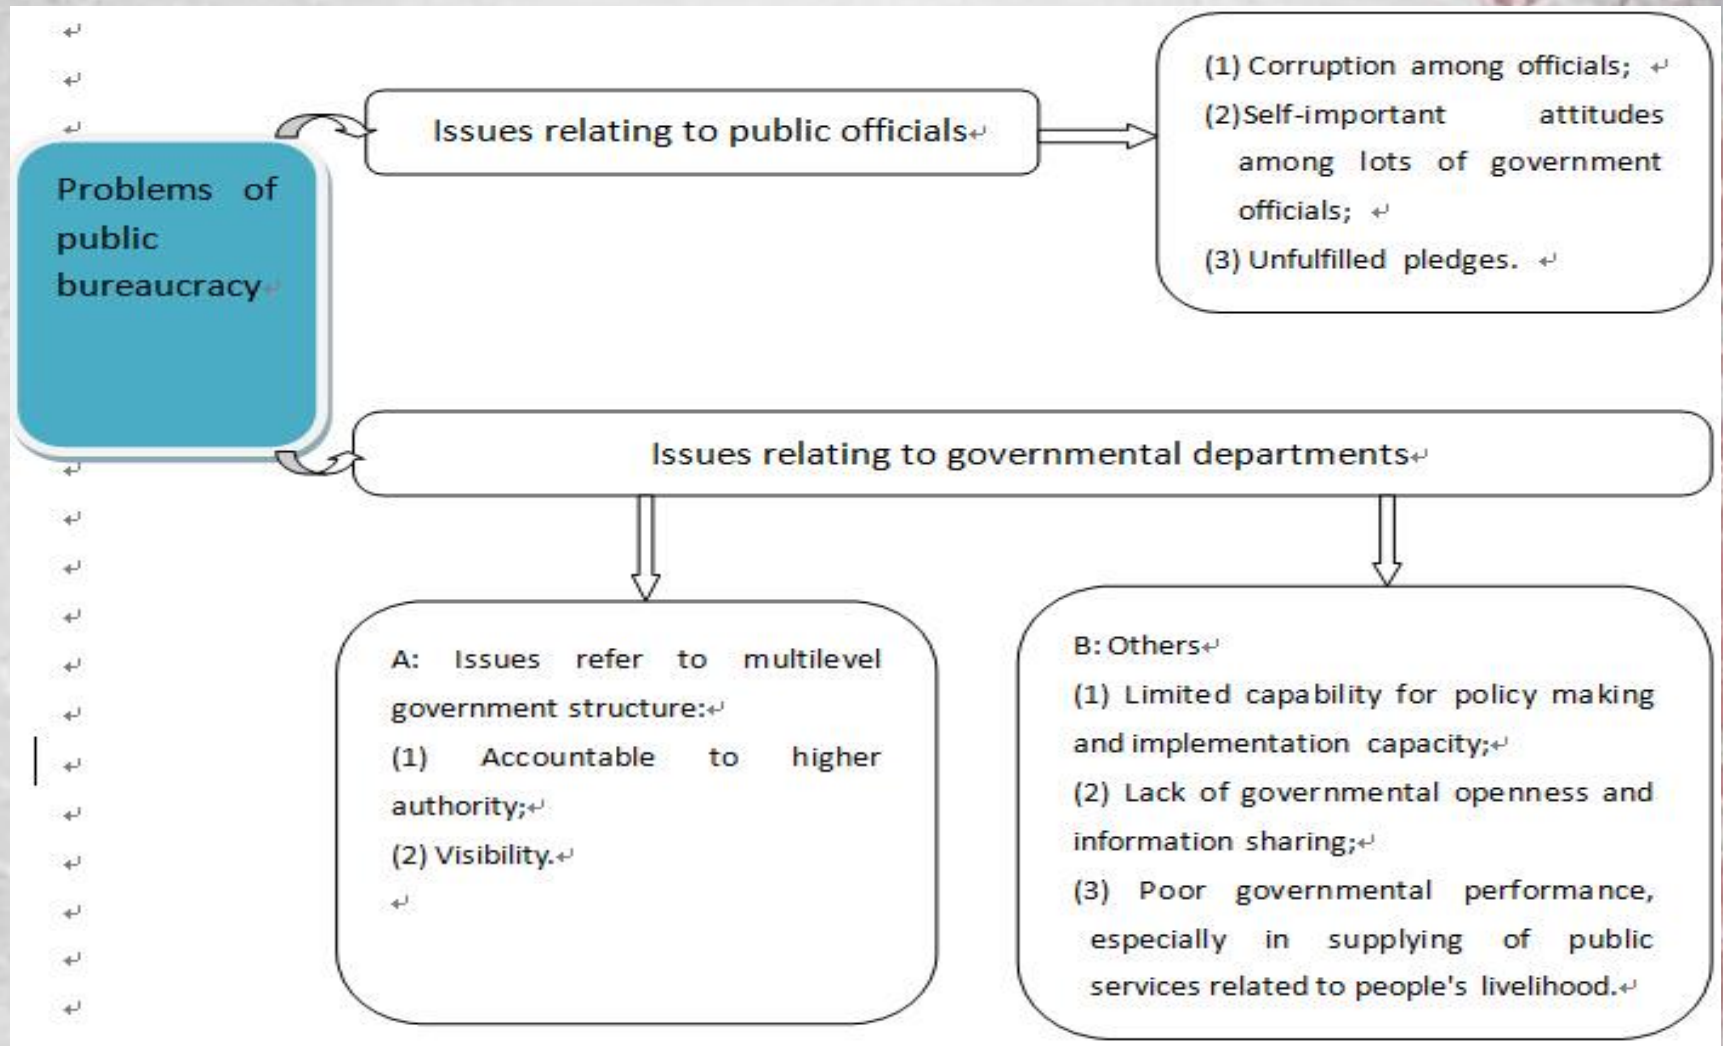 Problems of
public
bureaucracy
Issues relating to public officials
(1) Corruption among officials;
(2)Self-important attitudes
among lots of government
officials;
(3) Unfulfilled pledges.
Issues relating to governmental departments
A: Issues refer to multilevel
government structure:
(1) Accountable to higher
authority;
(2) Visibility.
B: Others
(1) Limited capability for policy making
and implementation capacity;
(2) Lack of governmental openness and
information sharing;
(3) Poor governmental performance,
especially in supplying of public
services related to people's livelihood.